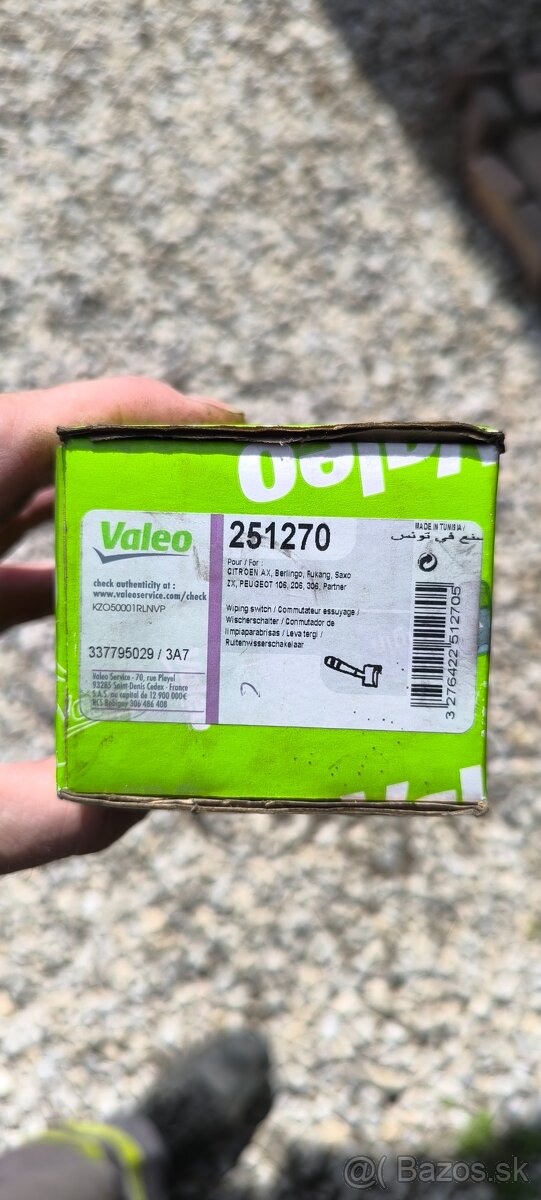 Valeo
Valeo
check authenticity at :
www.valeoservice.com/check
KZO50001RLNVP
337795029 / 3A7
Valeo Service - 70, rue Pleyel
93285 Saint-Denis Cedex - France
S.A.S. au capital de 12 900 000€
RCS Bobigny 306 486 408
251270
Pour / For :
CITROEN AX, Berlingo, Fukang, Saxo
ZX, PEUGEOT 106, 206, 306, Partner
Wiping switch / Commutateur essuyage /
Wischerschalter / Conmutador de
limpiaparabrisas / Leva tergi /
Ruitenwisserschakelaar
MADE IN TUNISIA /
صنع في تونس
3 276422 512705
@( Bazos.sk